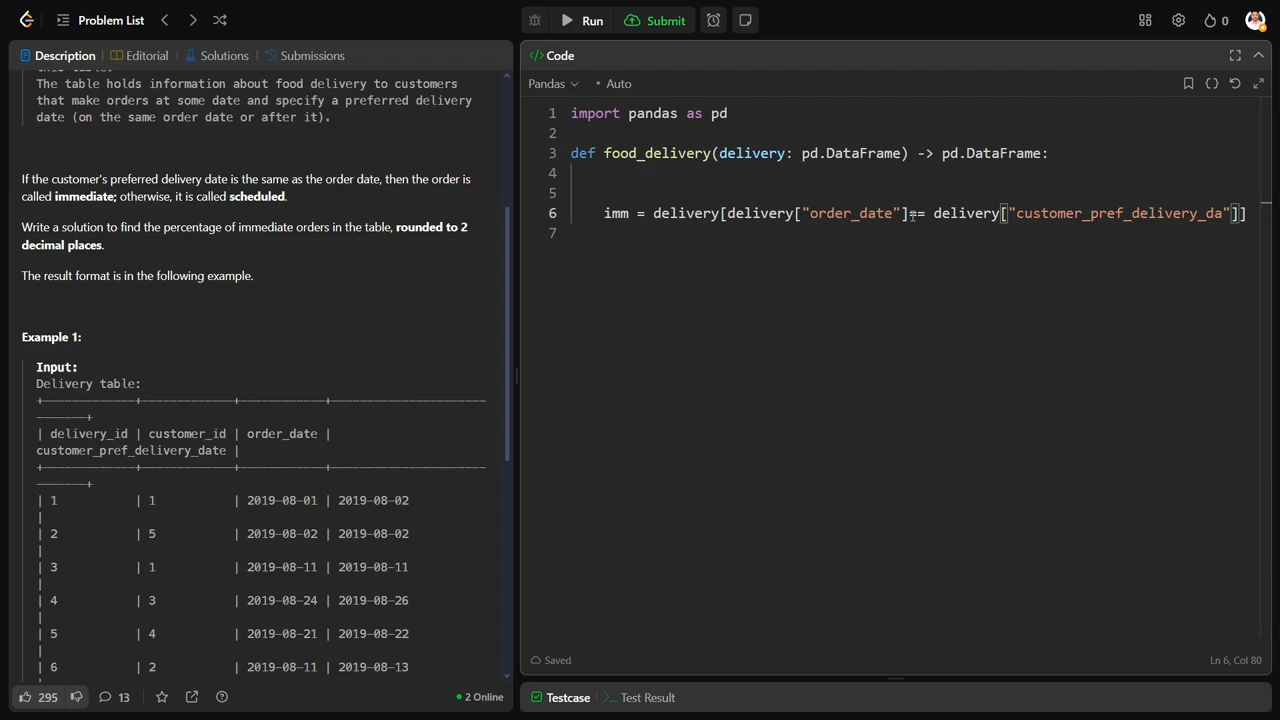 Problem List
Run
Submit
0
Description
Editorial
Solutions
Submissions
The table holds information about food delivery to customers
that make orders at some date and specify a preferred delivery
date (on the same order date or after it).
If the customer's preferred delivery date is the same as the order date, then the order is
called immediate; otherwise, it is called scheduled.
Write a solution to find the percentage of immediate orders in the table, rounded to 2
decimal places.
The result format is in the following example.
Example 1:
Input:
Delivery table:
+-------------+-------------+------------+----------------------
-------+
| delivery_id | customer_id | order_date |
customer_pref_delivery_date |
+-------------+-------------+------------+----------------------
-------+
| 1 | 1 | 2019-08-01 | 2019-08-02
|
| 2 | 5 | 2019-08-02 | 2019-08-02
|
| 3 | 1 | 2019-08-11 | 2019-08-11
|
| 4 | 3 | 2019-08-24 | 2019-08-26
|
| 5 | 4 | 2019-08-21 | 2019-08-22
|
| 6 | 2 | 2019-08-11 | 2019-08-13
295
13
2 Online
</> Code
Pandas
Auto
1 import pandas as pd
2
3 def food_delivery(delivery: pd.DataFrame) -> pd.DataFrame:
4
5
6 imm = delivery[delivery["order_date"]== delivery["customer_pref_delivery_da"]]
7
Saved
Ln 6, Col 80
Testcase
>_ Test Result